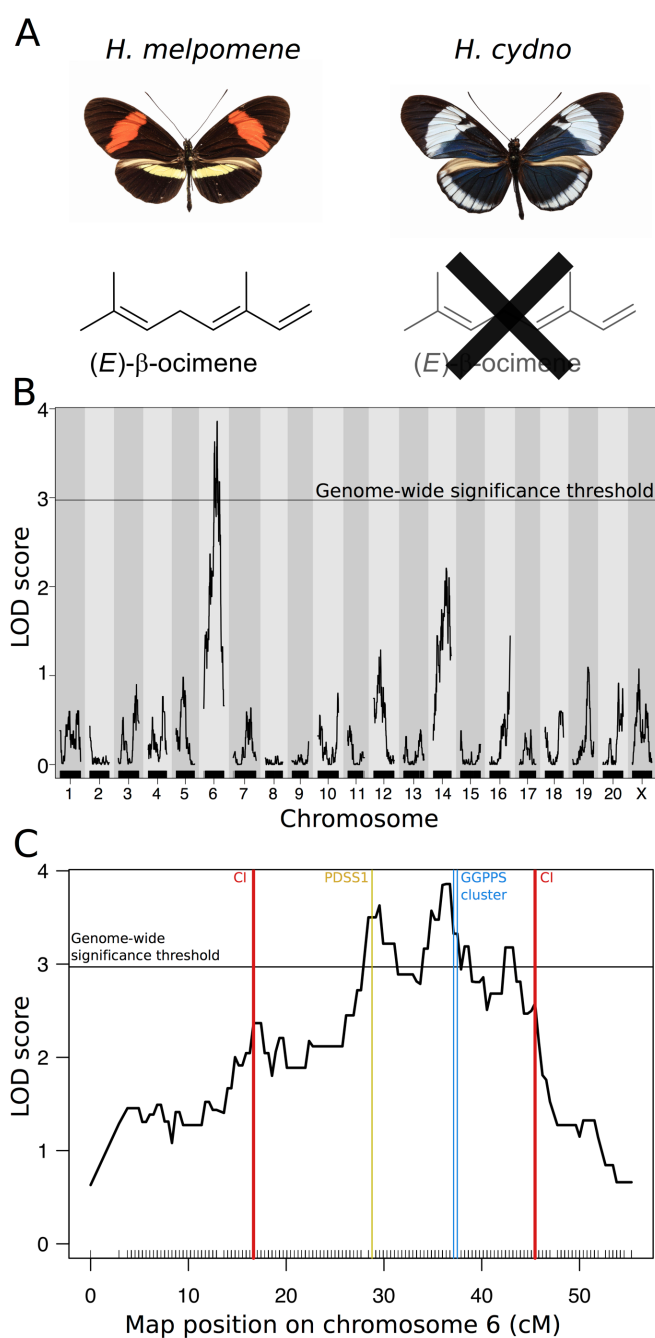 A
H. melpomene
H. cydno
(E)-β-ocimene
(E)-β-ocimene
B
4
3
2
1
0
LOD score
Genome-wide significance threshold
1 2 3 4 5 6 7 8 9 10 11 12 13 14 15 16 17 18 19 20 X
Chromosome
C
4
3
2
1
0
LOD score
CI
PDSS1
GGPPS
cluster
CI
Genome-wide
significance threshold
0 10 20 30 40 50
Map position on chromosome 6 (cM)